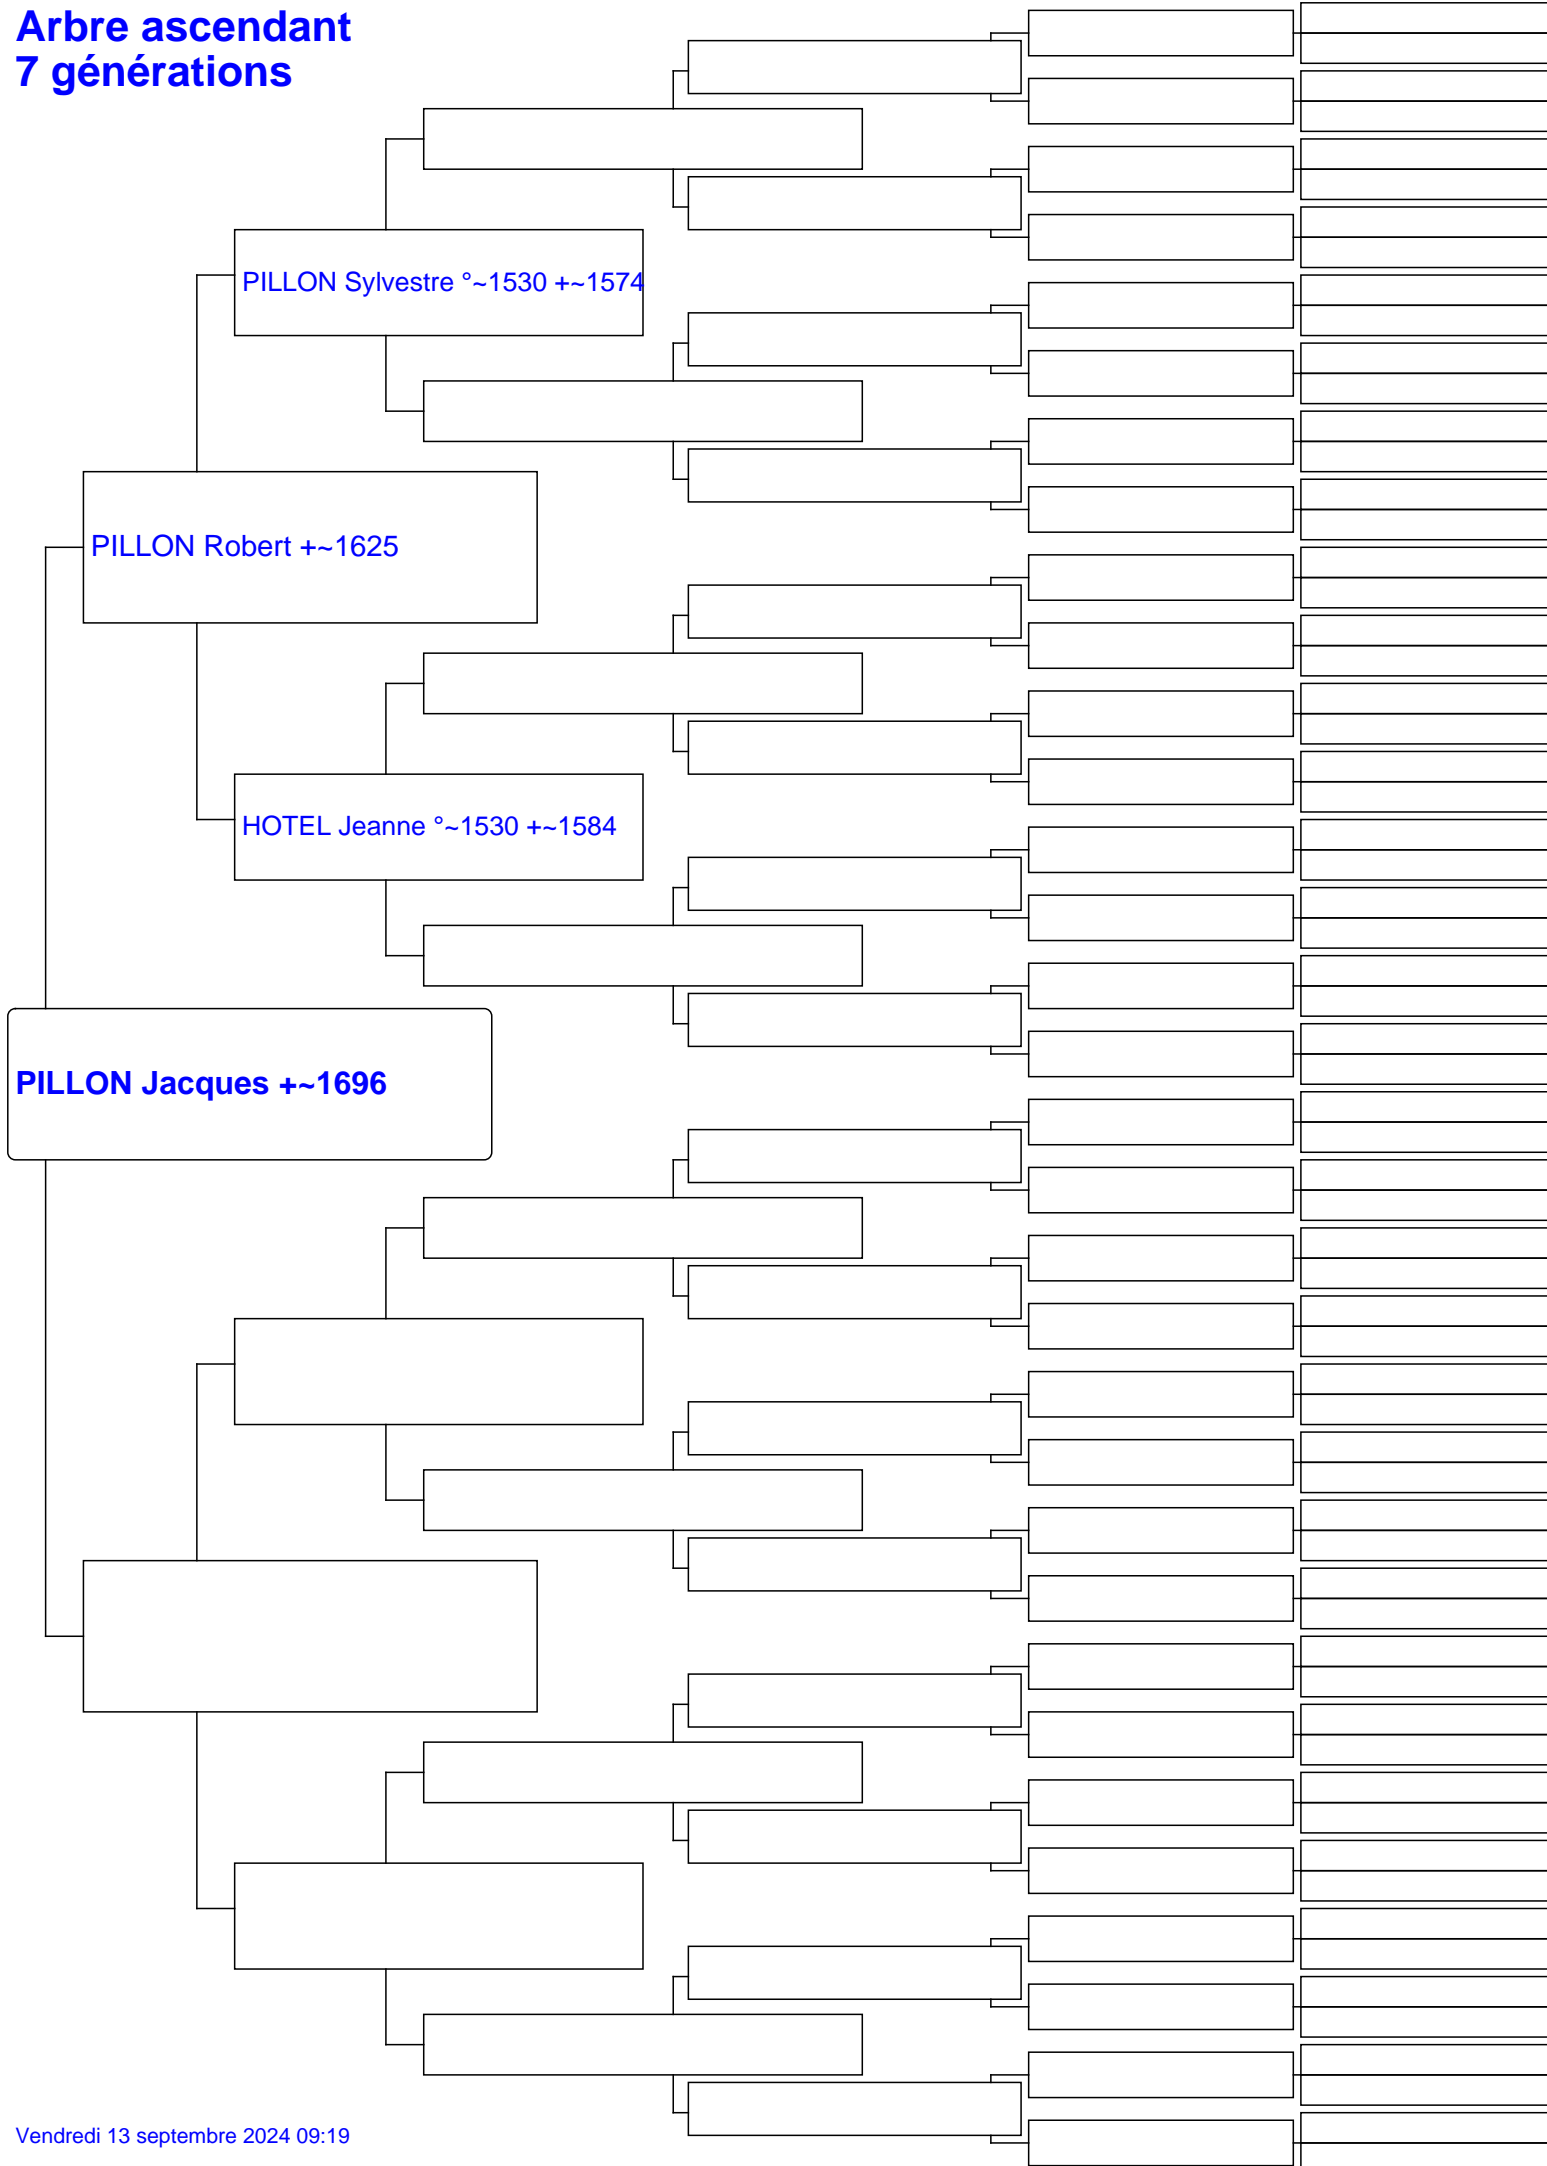 Arbre ascendant
7 générations
PILLON Sylvestre °~1530 +~1574
PILLON Robert +~1625
HOTEL Jeanne °~1530 +~1584
PILLON Jacques +~1696
Vendredi 13 septembre 2024 09:19